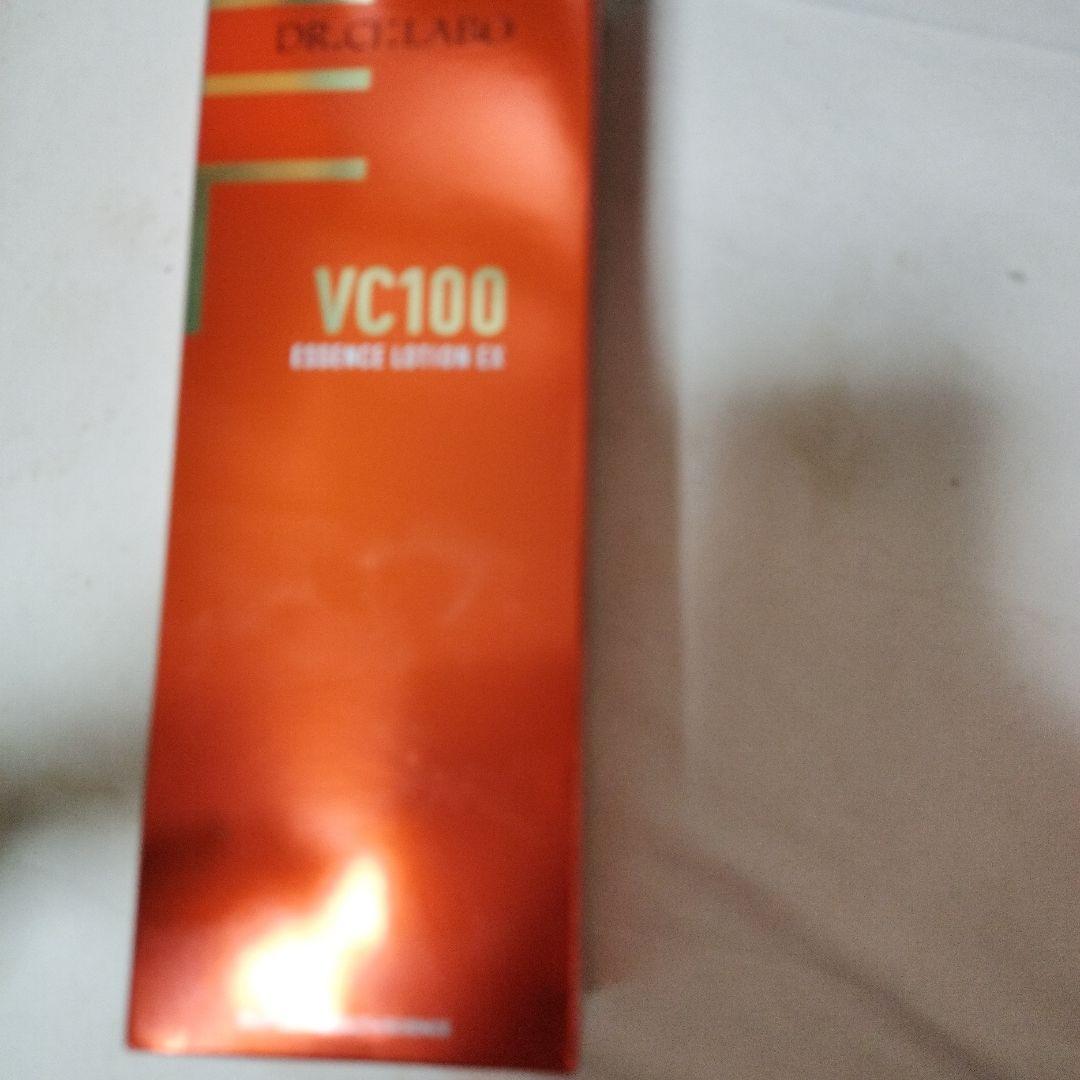 DR.CI:LABO
VC100
ESSENCE LOTION EX